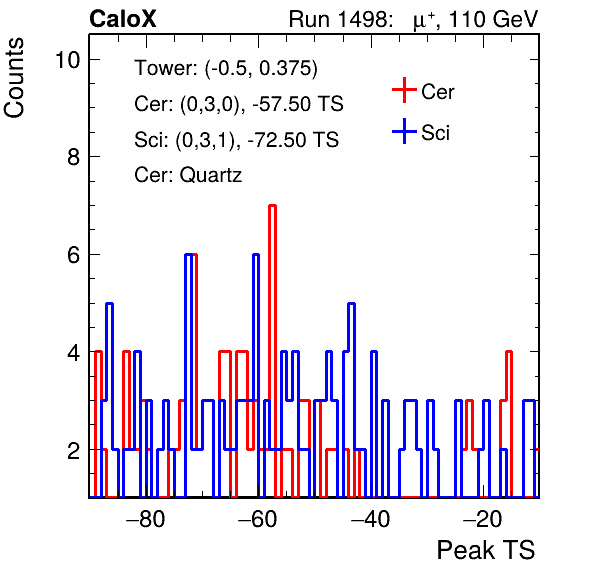 CaloX Run 1498: μ⁺, 110 GeV
Counts
10
8
6
4
2
Tower: (-0.5, 0.375)
Cer: (0,3,0), -57.50 TS
Sci: (0,3,1), -72.50 TS
Cer: Quartz
Cer
Sci
−80 −60 −40 −20
Peak TS